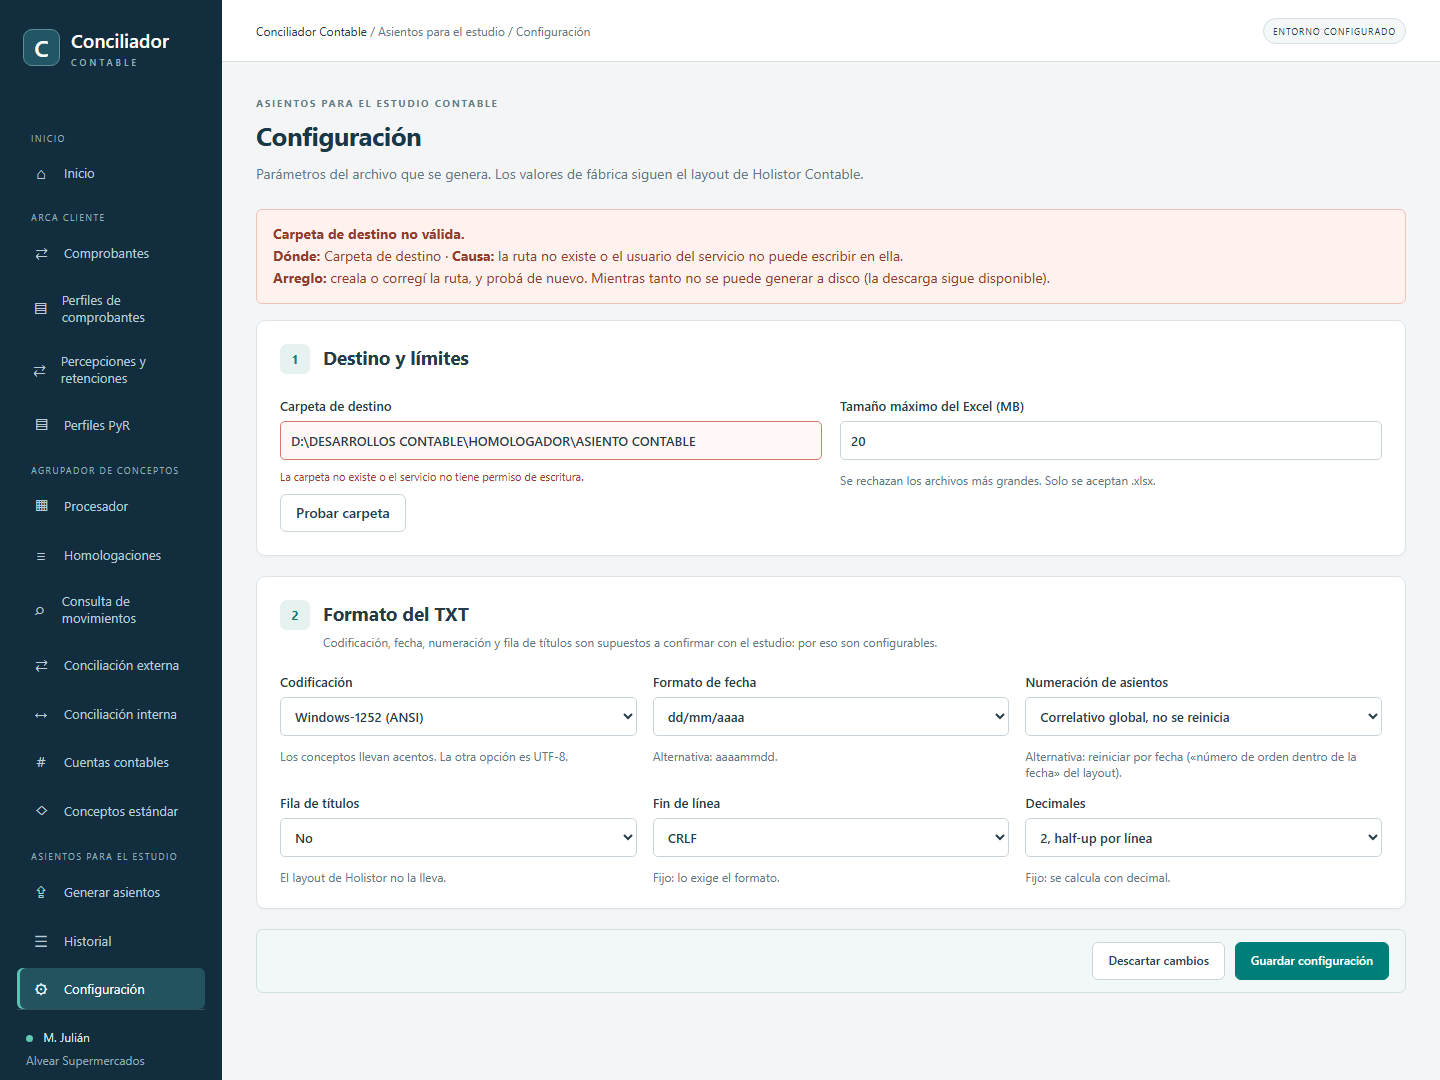 C
Conciliador
CONTABLE
INICIO
Inicio
ARCA CLIENTE
Comprobantes
Perfiles de
comprobantes
Percepciones y
retenciones
Perfiles PyR
AGRUPADOR DE CONCEPTOS
Procesador
Homologaciones
Consulta de
movimientos
Conciliación externa
Conciliación interna
Cuentas contables
Conceptos estándar
ASIENTOS PARA EL ESTUDIO
Generar asientos
Historial
Configuración
M. Julián
Alvear Supermercados
Conciliador Contable / Asientos para el estudio / Configuración
ENTORNO CONFIGURADO
ASIENTOS PARA EL ESTUDIO CONTABLE
Configuración
Parámetros del archivo que se genera. Los valores de fábrica siguen el layout de Holistor Contable.
Carpeta de destino no válida.
Dónde: Carpeta de destino · Causa: la ruta no existe o el usuario del servicio no puede escribir en ella.
Arreglo: creala o corregí la ruta, y probá de nuevo. Mientras tanto no se puede generar a disco (la descarga sigue disponible).
1 Destino y límites
Carpeta de destino
D:\DESARROLLOS CONTABLE\HOMOLOGADOR\ASIENTO CONTABLE
La carpeta no existe o el servicio no tiene permiso de escritura.
Probar carpeta
Tamaño máximo del Excel (MB)
20
Se rechazan los archivos más grandes. Solo se aceptan .xlsx.
2 Formato del TXT
Codificación, fecha, numeración y fila de títulos son supuestos a confirmar con el estudio: por eso son configurables.
Codificación
Windows-1252 (ANSI)
Los conceptos llevan acentos. La otra opción es UTF-8.
Formato de fecha
dd/mm/aaaa
Alternativa: aaaammdd.
Numeración de asientos
Correlativo global, no se reinicia
Alternativa: reiniciar por fecha («número de orden dentro de la
fecha» del layout).
Fila de títulos
No
El layout de Holistor no la lleva.
Fin de línea
CRLF
Fijo: lo exige el formato.
Decimales
2, half-up por línea
Fijo: se calcula con decimal.
Descartar cambios
Guardar configuración